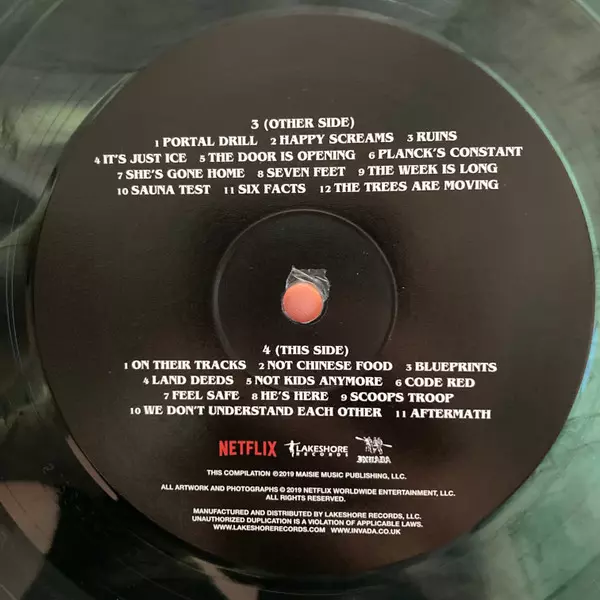 3 (OTHER SIDE)
1 PORTAL DRILL 2 HAPPY SCREAMS 3 RUINS
4 IT'S JUST ICE 5 THE DOOR IS OPENING 6 PLANCK'S CONSTANT
7 SHE'S GONE HOME 8 SEVEN FEET 9 THE WEEK IS LONG
10 SAUNA TEST 11 SIX FACTS 12 THE TREES ARE MOVING
4 (THIS SIDE)
1 ON THEIR TRACKS 2 NOT CHINESE FOOD 3 BLUEPRINTS
4 LAND DEEDS 5 NOT KIDS ANYMORE 6 CODE RED
7 FEEL SAFE 8 HE'S HERE 9 SCOOPS TROOP
10 WE DON'T UNDERSTAND EACH OTHER 11 AFTERMATH
NETFLIX LAKESHORE RECORDS INVADA
THIS COMPILATION ℗2019 MAISIE MUSIC PUBLISHING, LLC.
ALL ARTWORK AND PHOTOGRAPHS © 2019 NETFLIX WORLDWIDE ENTERTAINMENT, LLC.
ALL RIGHTS RESERVED.
MANUFACTURED AND DISTRIBUTED BY LAKESHORE RECORDS, LLC.
UNAUTHORIZED DUPLICATION IS A VIOLATION OF APPLICABLE LAWS.
WWW.LAKESHORERECORDS.COM WWW.INVADA.CO.UK